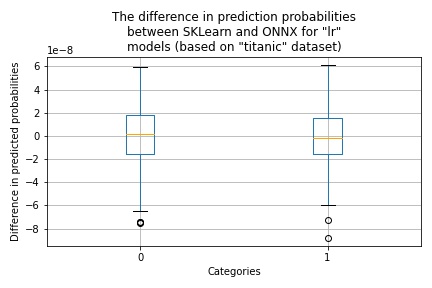 The difference in prediction probabilities
between SKLearn and ONNX for "lr"
models (based on "titanic" dataset)
1e−8
6
4
2
0
−2
−4
−6
−8
Difference in predicted probabilities
0 1
Categories